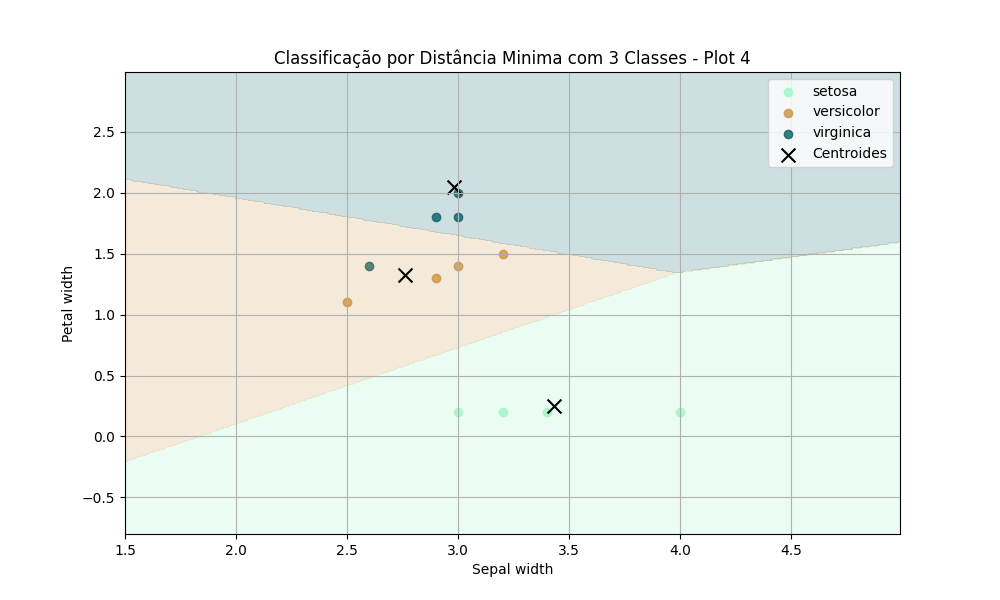 Classificação por Distância Minima com 3 Classes - Plot 4
setosa
versicolor
virginica
Centroides
Petal width
2.5
2.0
1.5
1.0
0.5
0.0
−0.5
1.5 2.0 2.5 3.0 3.5 4.0 4.5
Sepal width